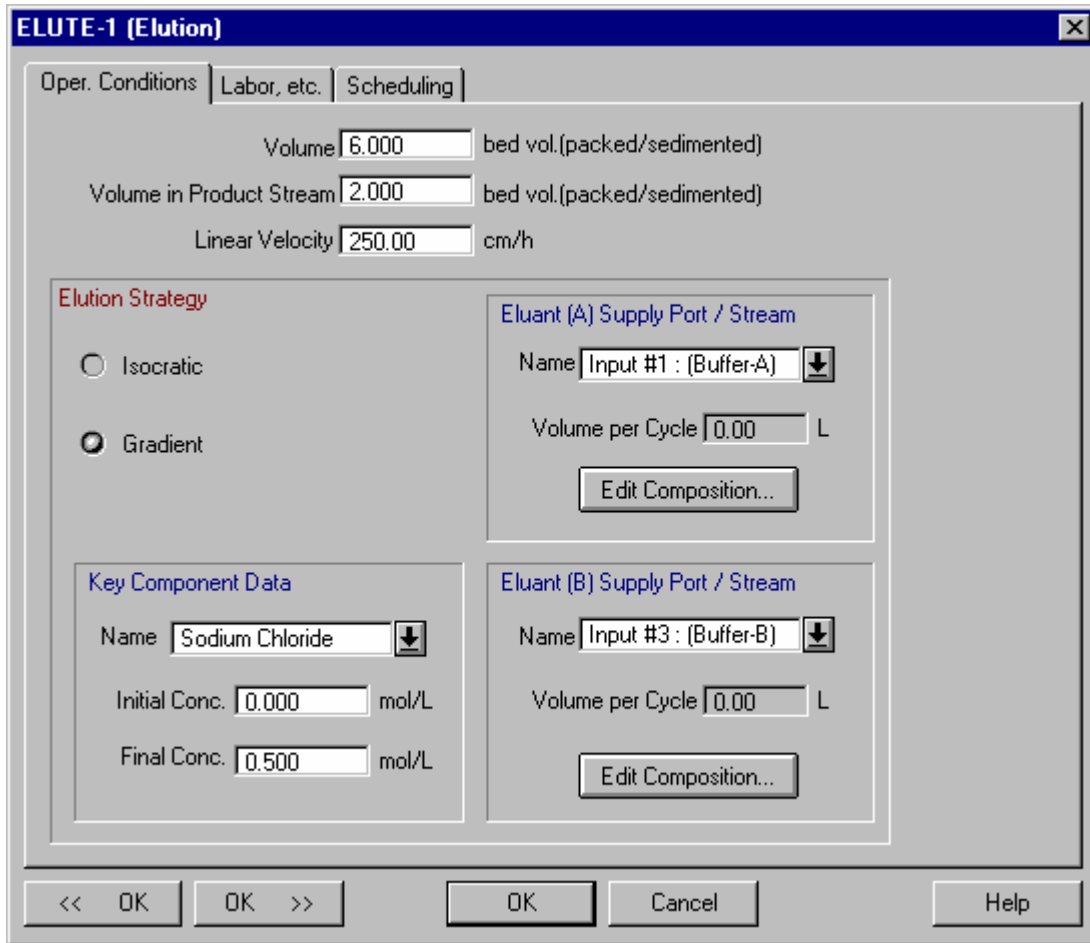 ELUTE-1 (Elution)
Oper. Conditions Labor, etc. Scheduling
Volume 6.000 bed vol.(packed/sedimented)
Volume in Product Stream 2.000 bed vol.(packed/sedimented)
Linear Velocity 250.00 cm/h
Elution Strategy
Isocratic
Gradient
Eluant (A) Supply Port / Stream
Name Input #1 : (Buffer-A)
Volume per Cycle 0.00 L
Edit Composition...
Key Component Data
Name Sodium Chloride
Initial Conc. 0.000 mol/L
Final Conc. 0.500 mol/L
Eluant (B) Supply Port / Stream
Name Input #3 : (Buffer-B)
Volume per Cycle 0.00 L
Edit Composition...
<< OK OK >> OK Cancel Help